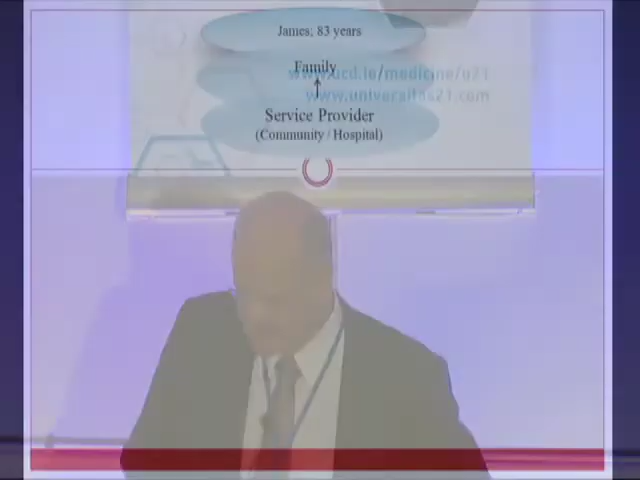 James; 83 years
Family
www.ucd.ie/medicine/u21
www.universitas21.com
Service Provider
(Community / Hospital)